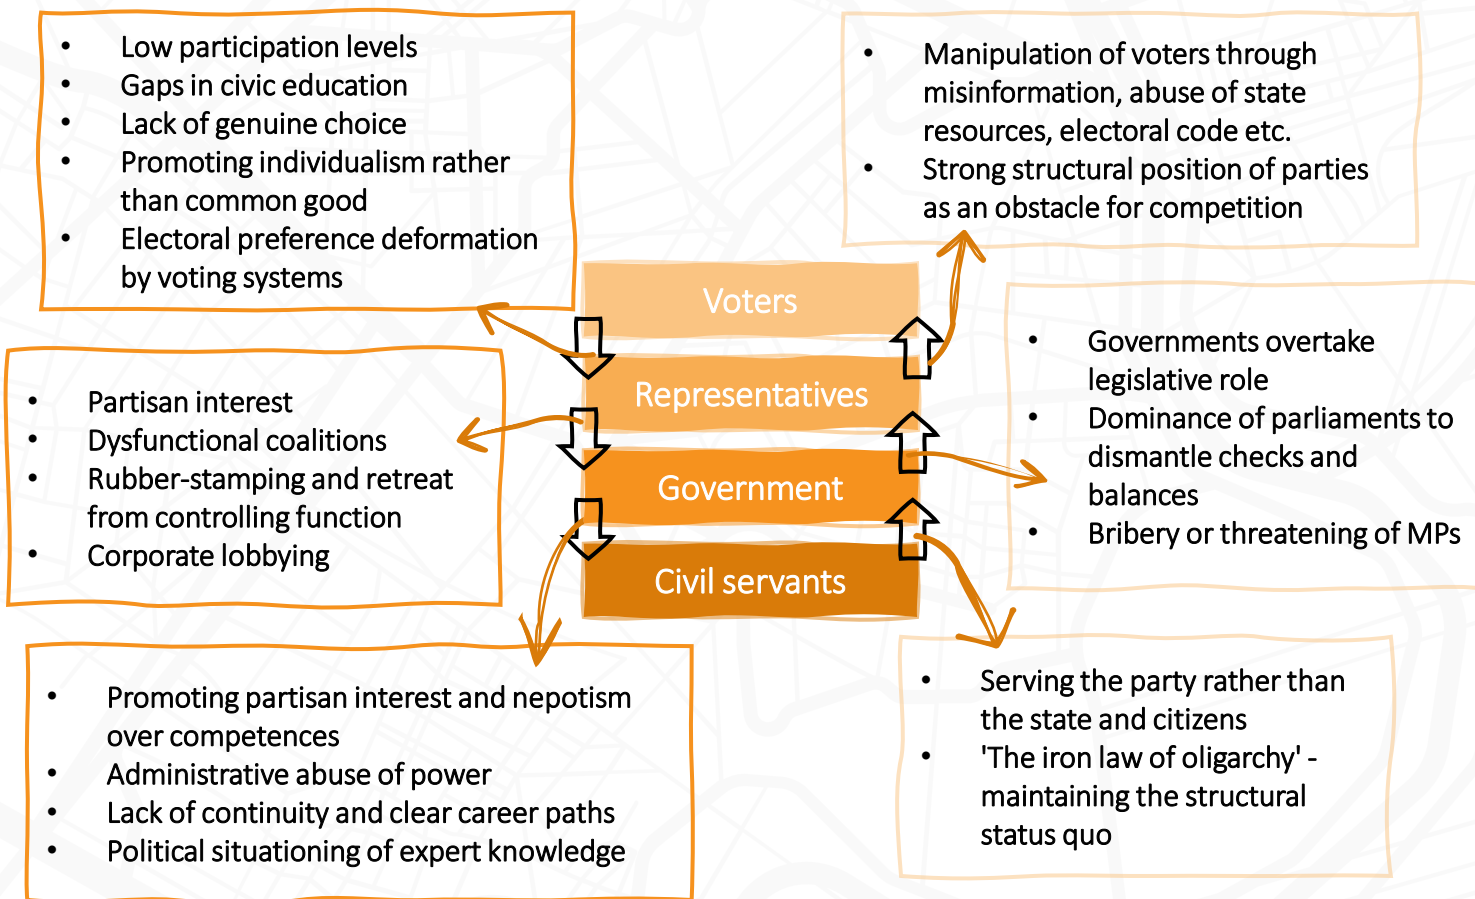 • Low participation levels
• Gaps in civic education
• Lack of genuine choice
• Promoting individualism rather
than common good
• Electoral preference deformation
by voting systems
• Manipulation of voters through
misinformation, abuse of state
resources, electoral code etc.
• Strong structural position of parties
as an obstacle for competition
Voters
Representatives
Government
Civil servants
• Partisan interest
• Dysfunctional coalitions
• Rubber-stamping and retreat
from controlling function
• Corporate lobbying
• Governments overtake
legislative role
• Dominance of parliaments to
dismantle checks and
balances
• Bribery or threatening of MPs
• Promoting partisan interest and nepotism
over competences
• Administrative abuse of power
• Lack of continuity and clear career paths
• Political situationing of expert knowledge
• Serving the party rather than
the state and citizens
• 'The iron law of oligarchy' -
maintaining the structural
status quo